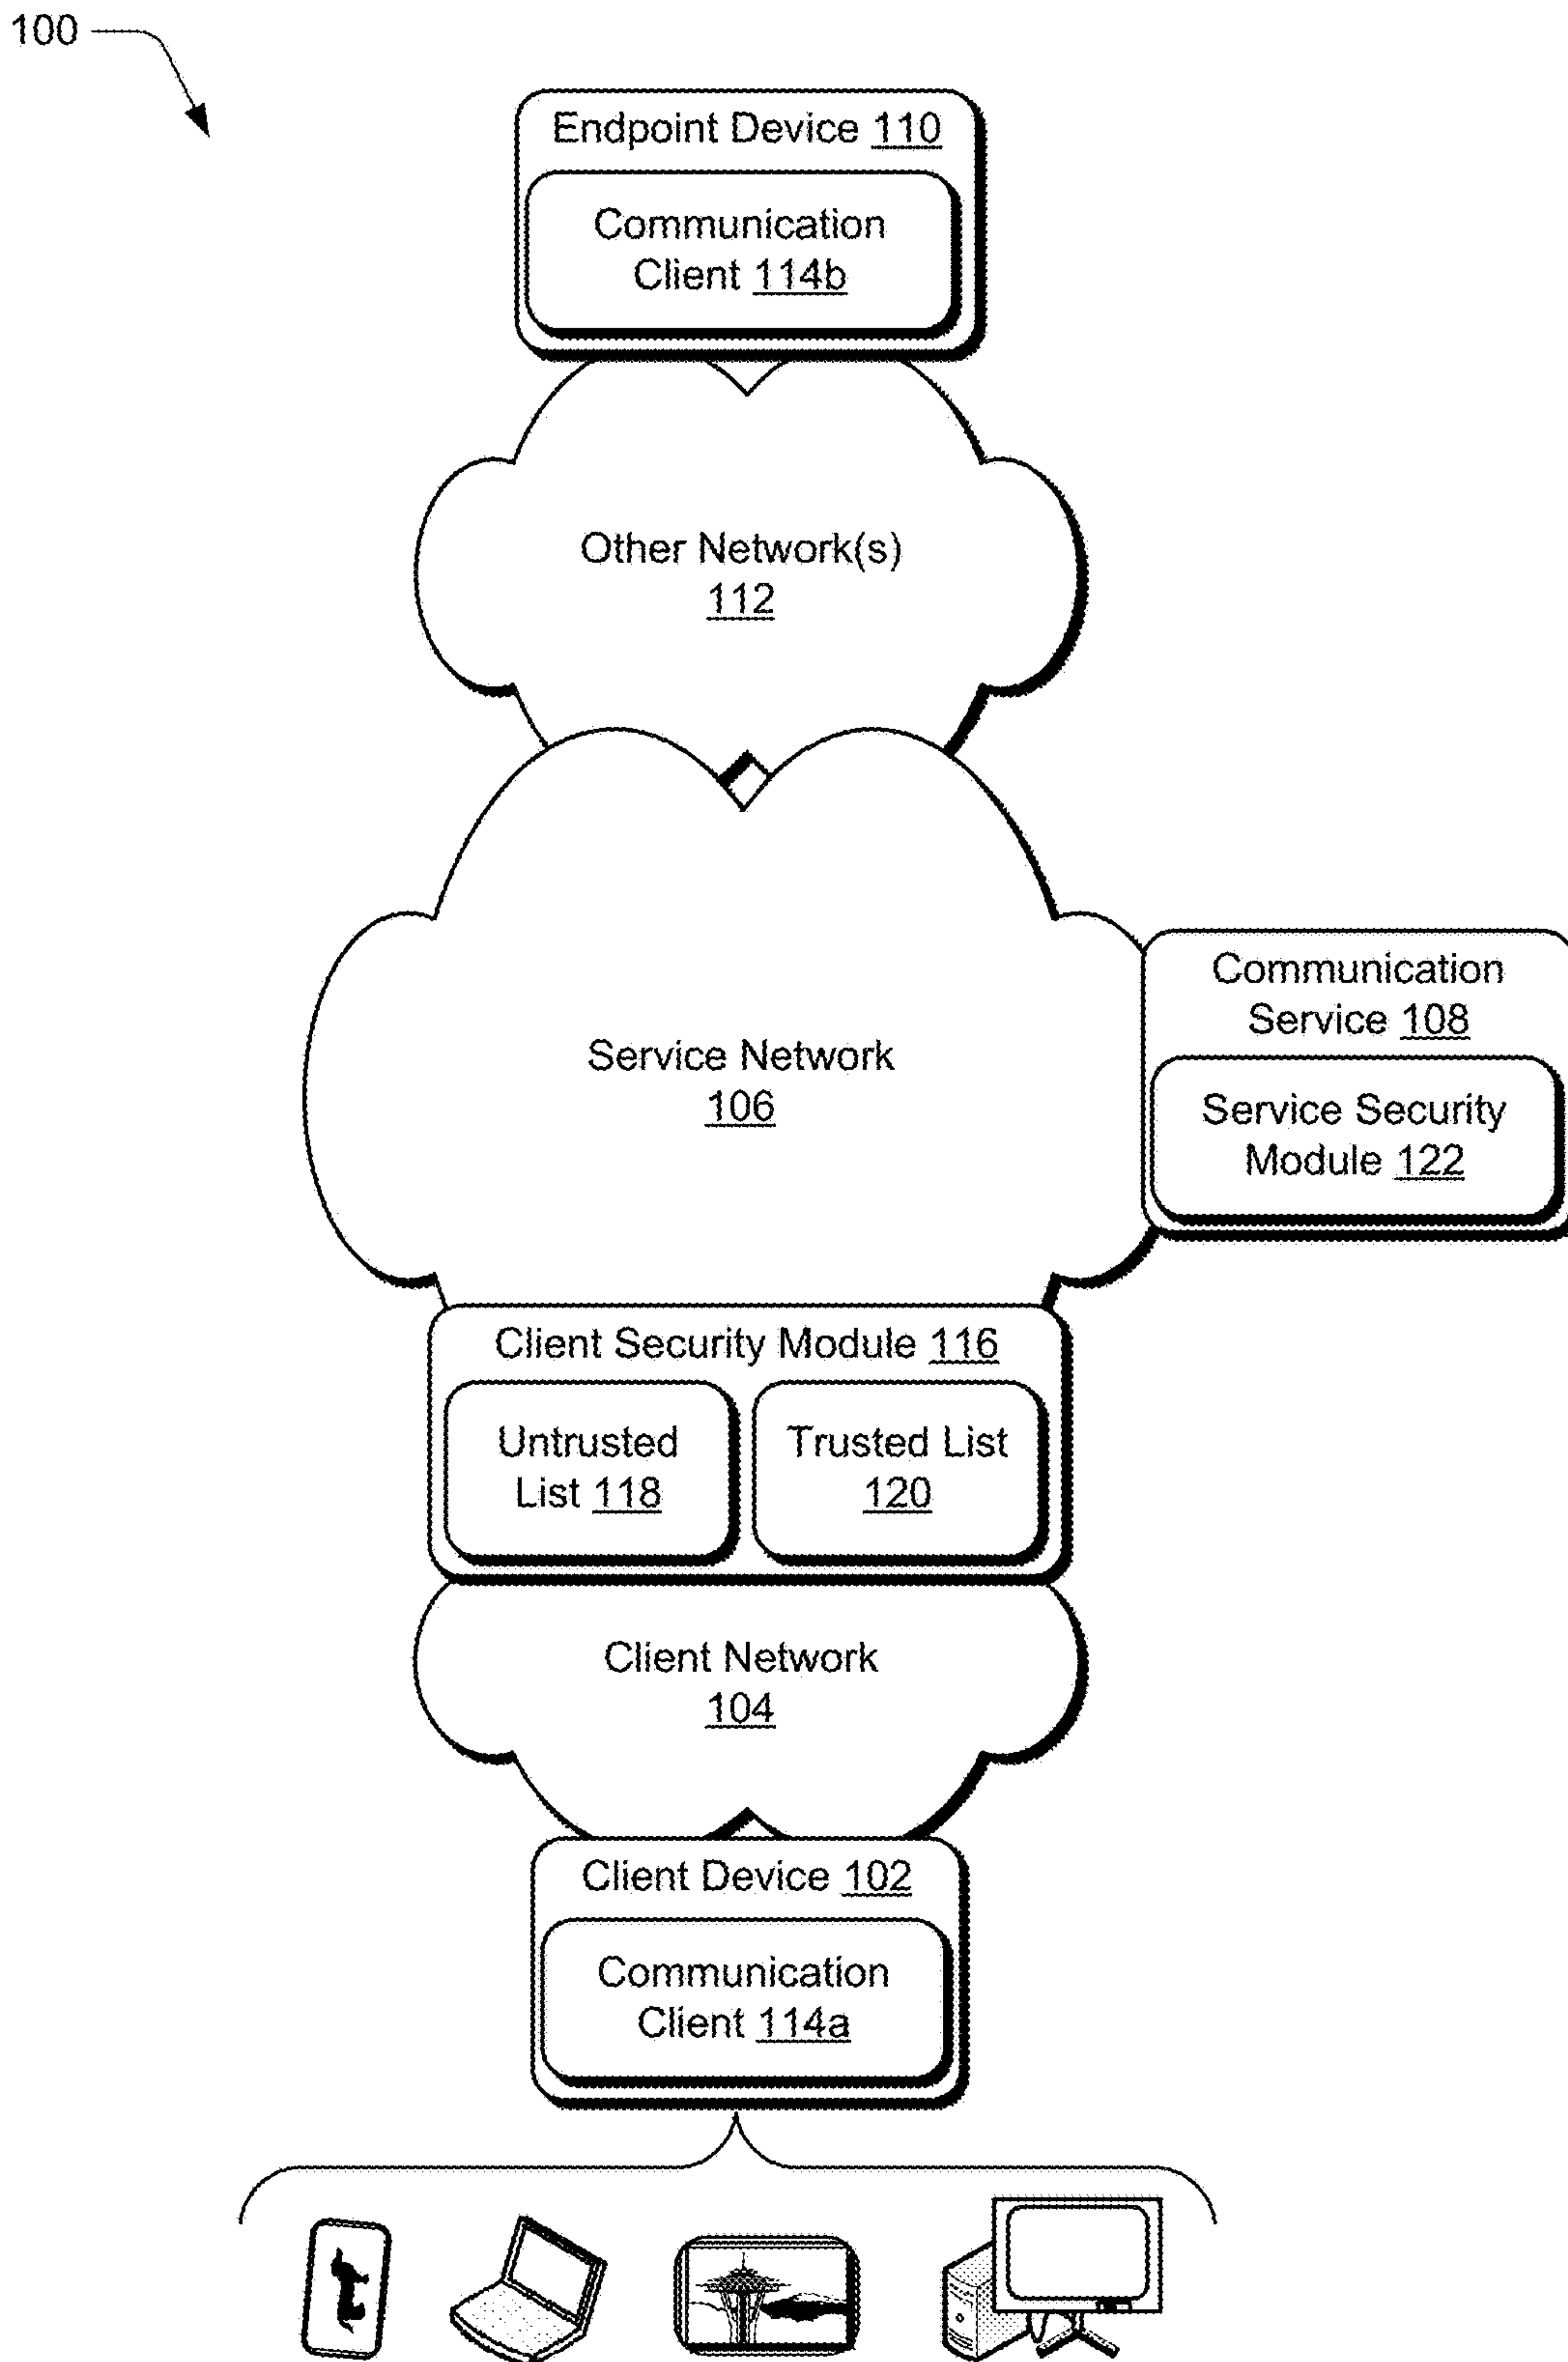 100
Endpoint Device 110
Communication
Client 114b
Other Network(s)
112
Communication
Service 108
Service Network
106
Service Security
Module 122
Client Security Module 116
Untrusted
List 118
Trusted List
120
Client Network
104
Client Device 102
Communication
Client 114a